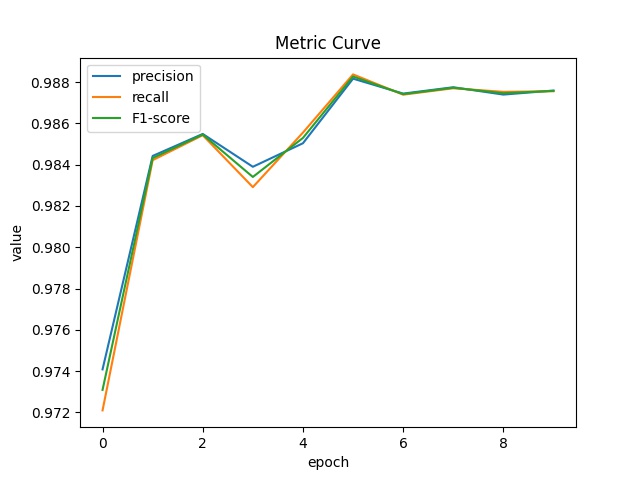 Metric Curve
precision
recall
F1-score
0.988
0.986
0.984
0.982
0.980
0.978
0.976
0.974
0.972
value
0 2 4 6 8
epoch